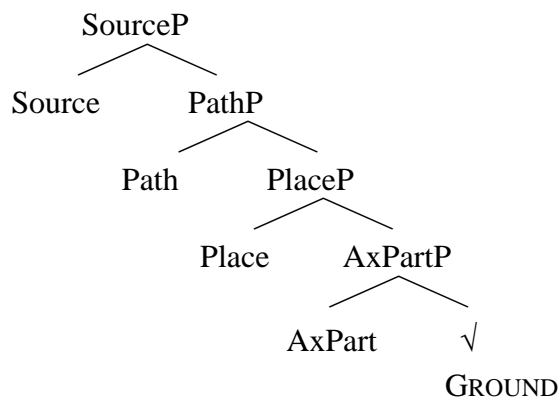 SourceP
Source PathP
Path PlaceP
Place AxPartP
AxPart √
GROUND